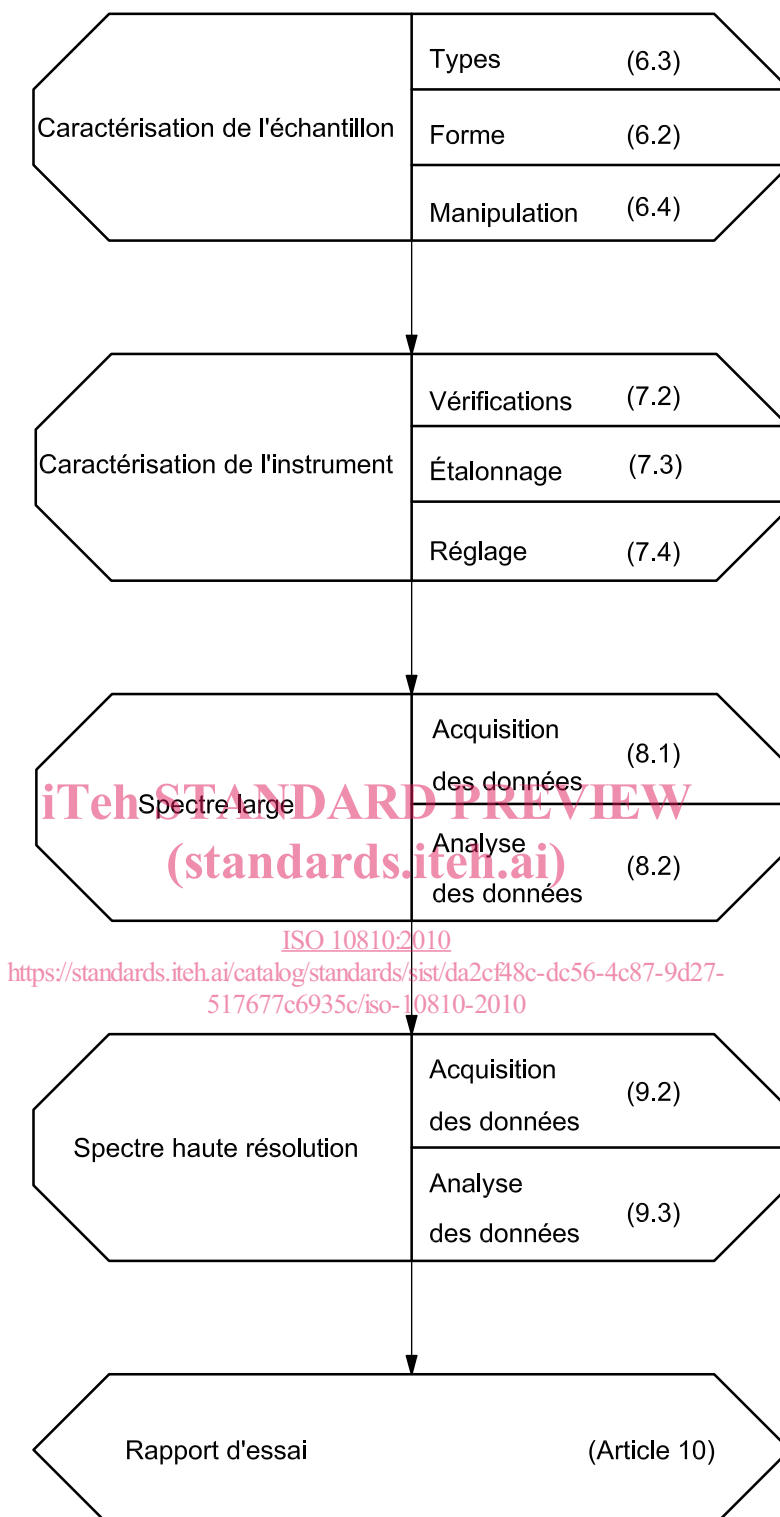 Types (6.3)
Caractérisation de l'échantillon
Forme (6.2)
Manipulation (6.4)
Vérifications (7.2)
Caractérisation de l'instrument
Étalonnage (7.3)
Réglage (7.4)
Acquisition
des données
(8.1)
Spectre large
Analyse
des données
(8.2)
iTeh STANDARD PREVIEW
(standards.iteh.ai)
ISO 10810:2010
https://standards.iteh.ai/catalog/standards/sist/da2cf48c-dc56-4c87-9d27-
517677c6935c/iso-10810-2010
Acquisition
des données
(9.2)
Spectre haute résolution
Analyse
des données
(9.3)
Rapport d'essai (Article 10)